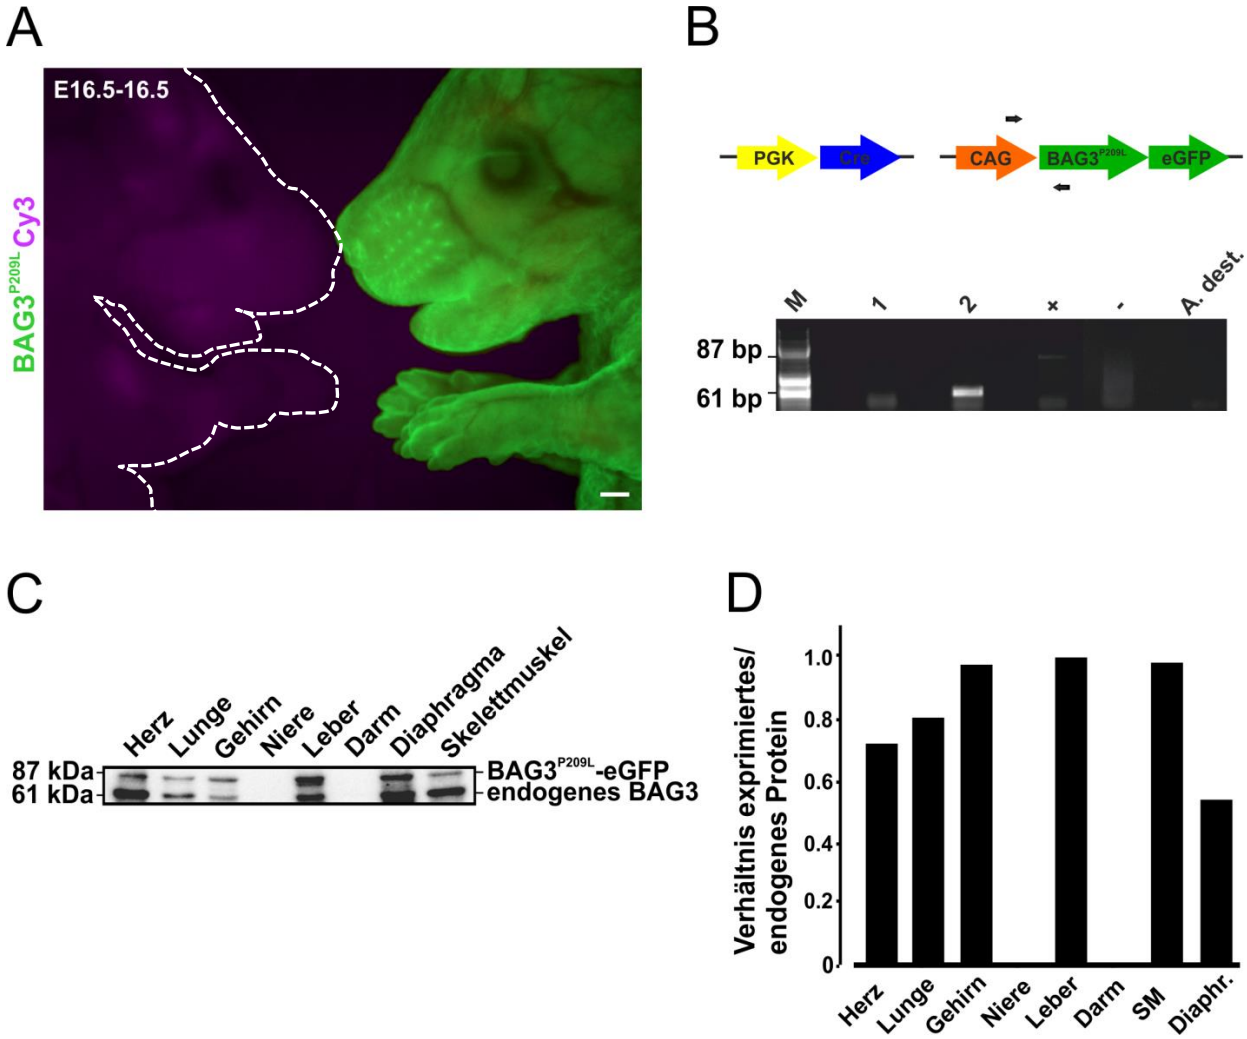 A
E16.5-16.5
BAG3P209LCy3
B
PGK Cre CAG BAG3P209L eGFP
M 1 2 + - A. dest.
87 bp
61 bp
C
Herz Lunge Gehirn Niere Leber Darm Diaphragma Skelettmuskel
87 kDa BAG3P209L-eGFP
61 kDa endogenes BAG3
D
Verhältnis exprimiertes/
endogenes Protein
1.0
0.8
0.6
0.4
0.2
0
Herz Lunge Gehirn Niere Leber Darm SM Diaphr.